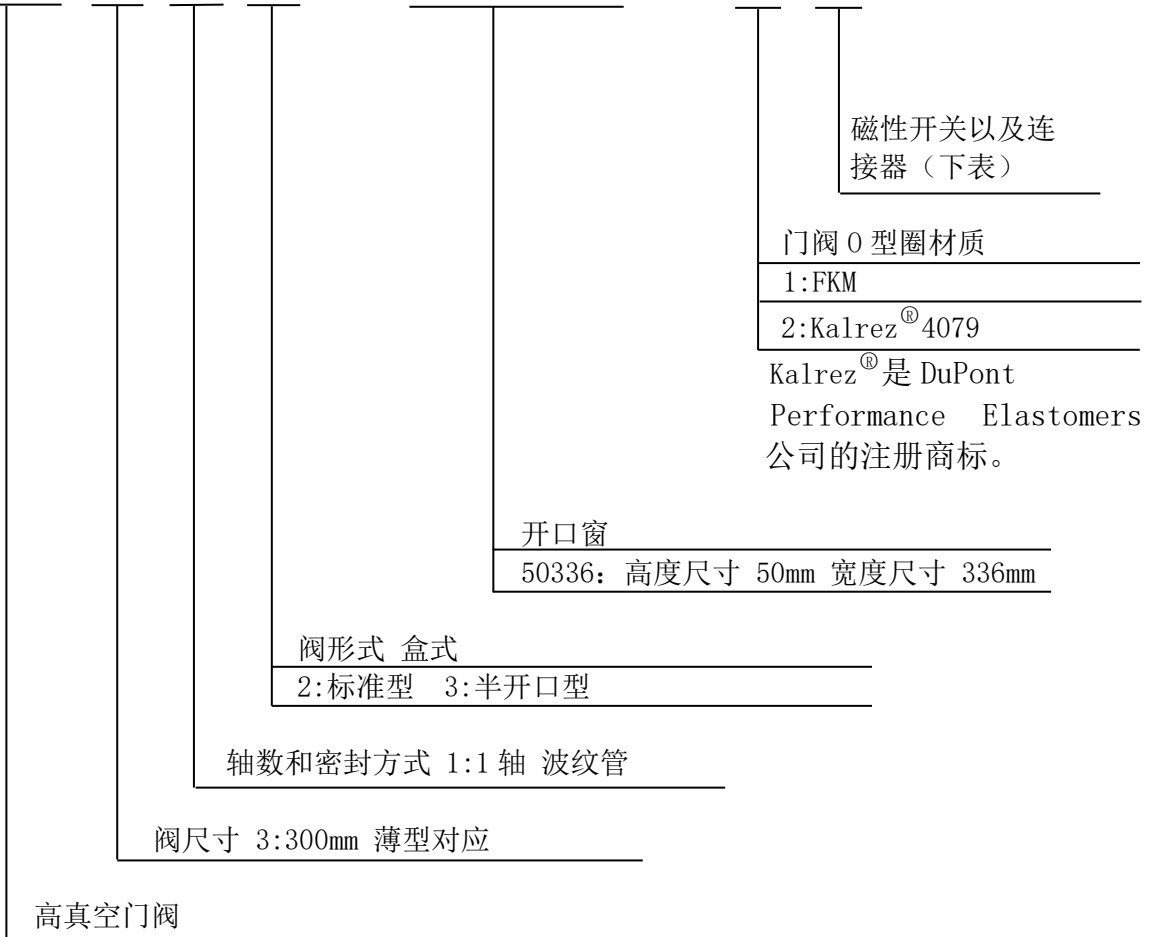 磁性开关以及连
接器（下表）
门阀 O 型圈材质
1:FKM
2:Kalrez®4079
Kalrez®是 DuPont
Performance Elastomers
公司的注册商标。
开口窗
50336: 高度尺寸 50mm 宽度尺寸 336mm
阀形式 盒式
2:标准型 3:半开口型
轴数和密封方式 1:1 轴 波纹管
阀尺寸 3:300mm 薄型对应
高真空门阀